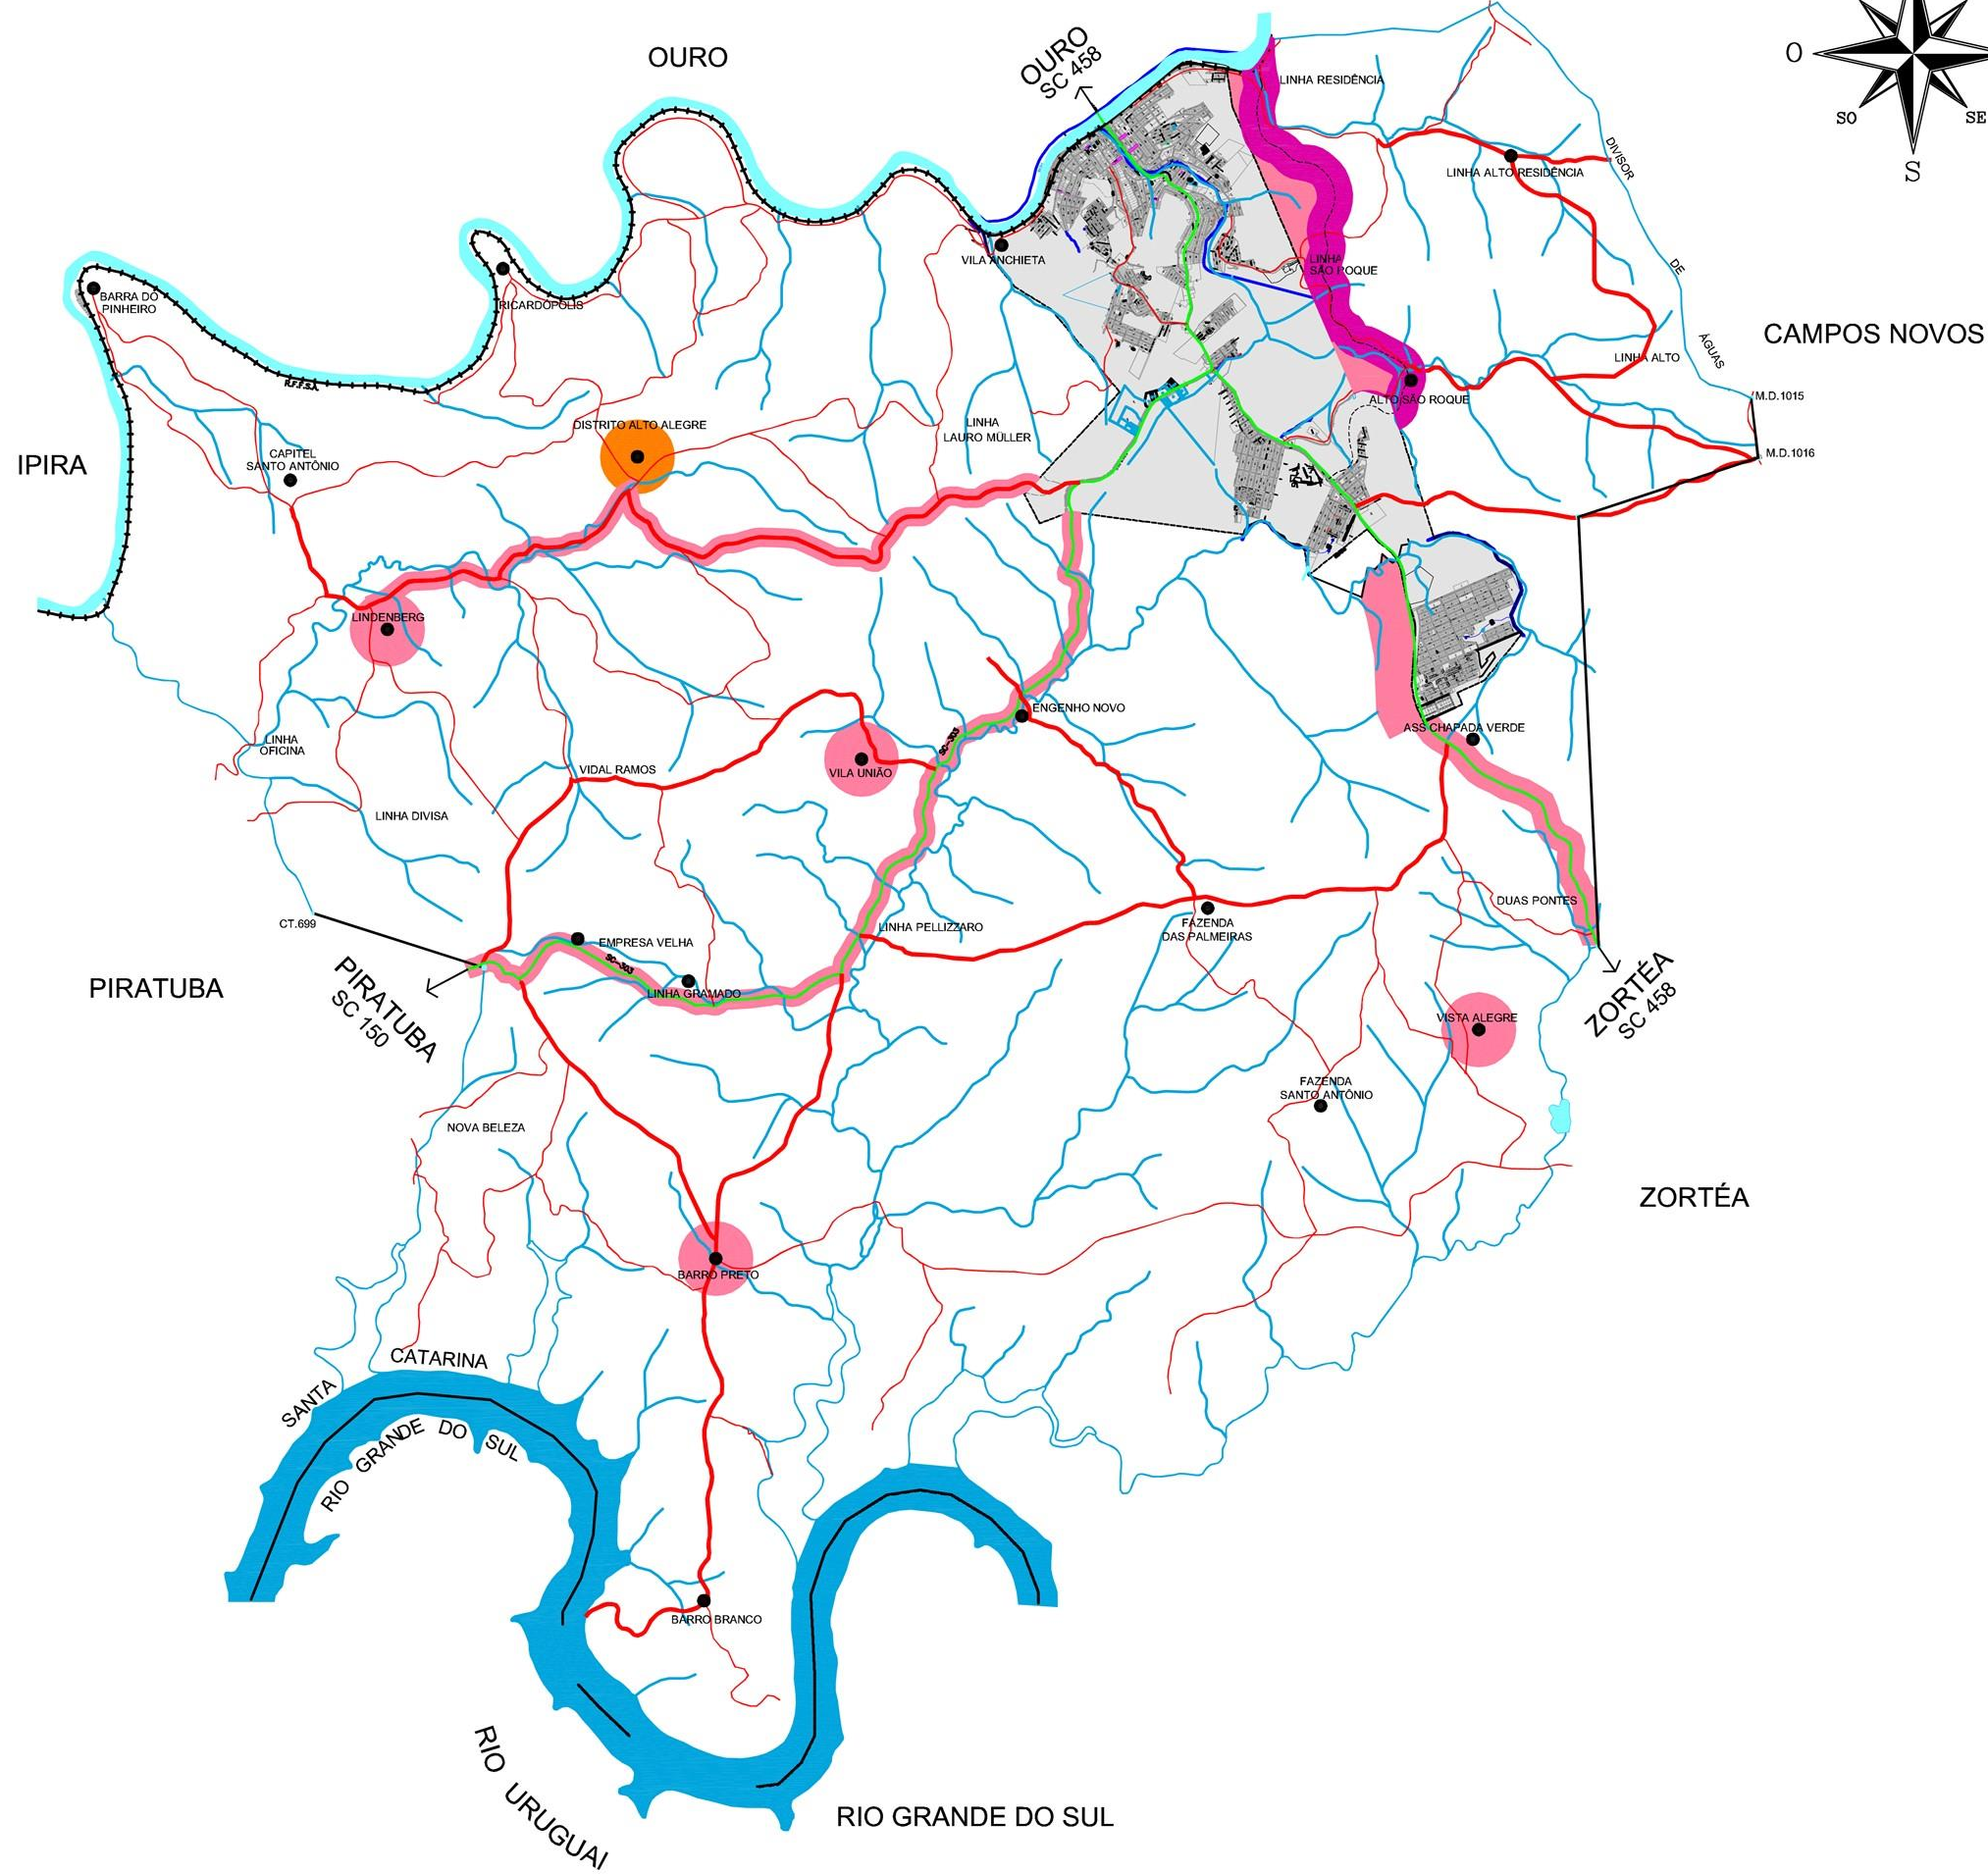 OURO
OURO
SC 458
O
SO
SE
S
LINHA RESIDÊNCIA
LINHA ALTO RESIDÊNCIA
DIVISOR
DE
ÁGUAS
VILA ANCHIETA
LINHA
SÃO ROQUE
BARRA DO
PINHEIRO
RICARDÓPOLIS
R.F.F.S.A.
CAMPOS NOVOS
LINHA ALTO
ALTO SÃO ROQUE
M.D.1015
M.D.1016
DISTRITO ALTO ALEGRE
LINHA
LAURO MÜLLER
IPIRA
CAPITEL
SANTO ANTÔNIO
LINDENBERG
ENGENHO NOVO
SC-303
ASS CHAPADA VERDE
LINHA
OFICINA
VIDAL RAMOS
VILA UNIÃO
LINHA DIVISA
DUAS PONTES
CT.699
EMPRESA VELHA
SC-303
LINHA GRAMADO
LINHA PELLIZZARO
FAZENDA
DAS PALMEIRAS
PIRATUBA
PIRATUBA
SC 150
VISTA ALEGRE
ZORTÉA
SC 458
FAZENDA
SANTO ANTÔNIO
NOVA BELEZA
ZORTÉA
BARRO PRETO
SANTA CATARINA
RIO GRANDE DO SUL
BARRO BRANCO
RIO URUGUAI
RIO GRANDE DO SUL